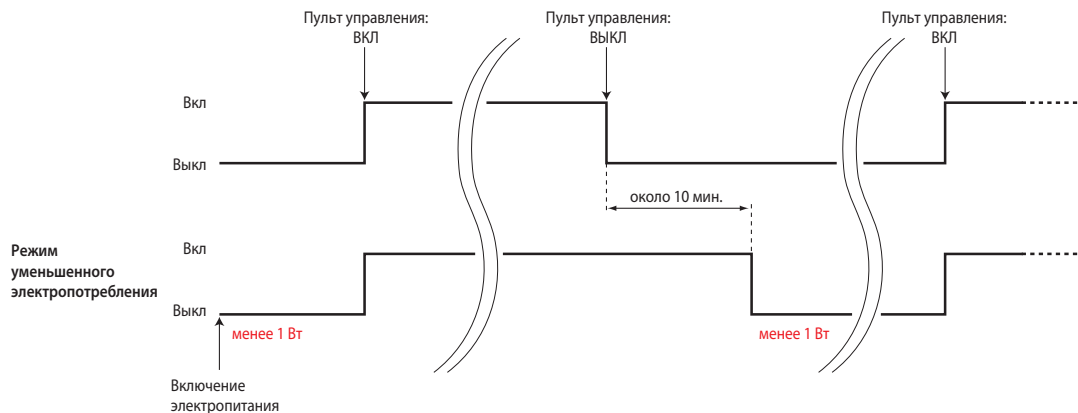 Пульт управления:
ВКЛ
Пульт управления:
ВЫКЛ
Пульт управления:
ВКЛ
Вкл
Выкл
около 10 мин.
Режим
уменьшенного
электропотребления
Вкл
Выкл
менее 1 Вт
менее 1 Вт
Включение
электропитания